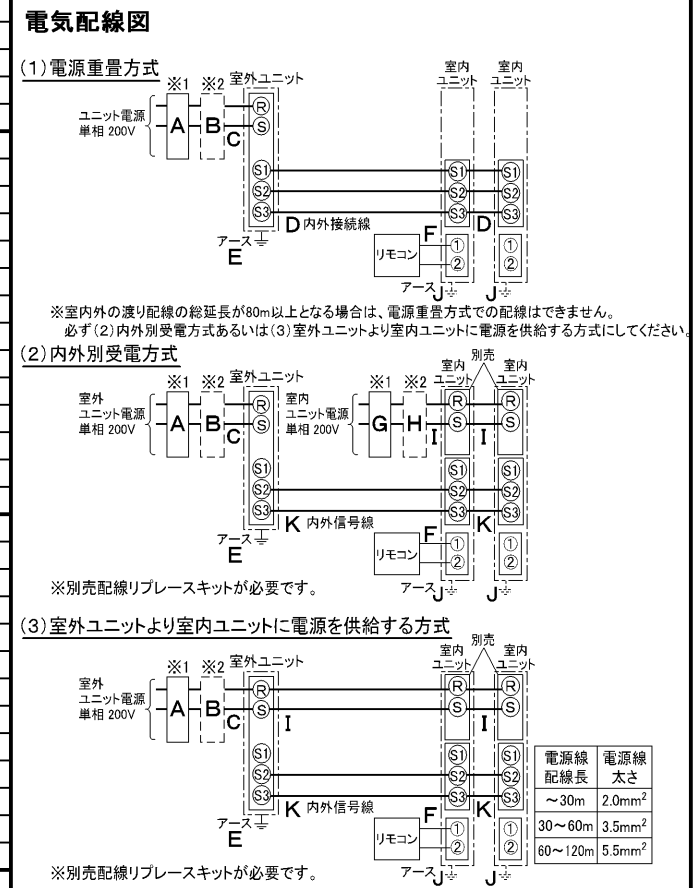 電気配線図
(1)電源重畳方式
※1 ※2 室外ユニット
室内
ユニット
室内
ユニット
ユニット電源
単相 200V
A B C
R
S
S1
S2
S3
S1
S2
S3
S1
S2
S3
D 内外接続線
D
アース
E
リモコン
F
①
②
①
②
アース J
J
※室内外の渡り配線の総延長が80m以上となる場合は、電源重畳方式での配線はできません。
必ず(2)内外別受電方式あるいは(3)室外ユニットより室内ユニットに電源を供給する方式にしてください。
(2)内外別受電方式
※1 ※2 室外ユニット
※1 ※2
室内
ユニット
別売
室内
ユニット
室外
ユニット電源
単相 200V
A B C
R
S
室内
ユニット電源
単相 200V
G H I
R
S
I
R
S
S1
S2
S3
S1
S2
S3
S1
S2
S3
K 内外信号線
K
アース
E
リモコン
F
①
②
①
②
アース J
J
※別売配線リプレースキットが必要です。
(3)室外ユニットより室内ユニットに電源を供給する方式
※1 ※2 室外ユニット
室内
ユニット
別売
室内
ユニット
室外
ユニット電源
単相 200V
A B C
R
S
I
R
S
I
R
S
S1
S2
S3
S1
S2
S3
S1
S2
S3
K 内外信号線
K
アース
E
リモコン
F
①
②
①
②
アース J
J
※別売配線リプレースキットが必要です。
電源線
配線長
電源線
太さ
～30m 2.0mm²
30～60m 3.5mm²
60～120m 5.5mm²